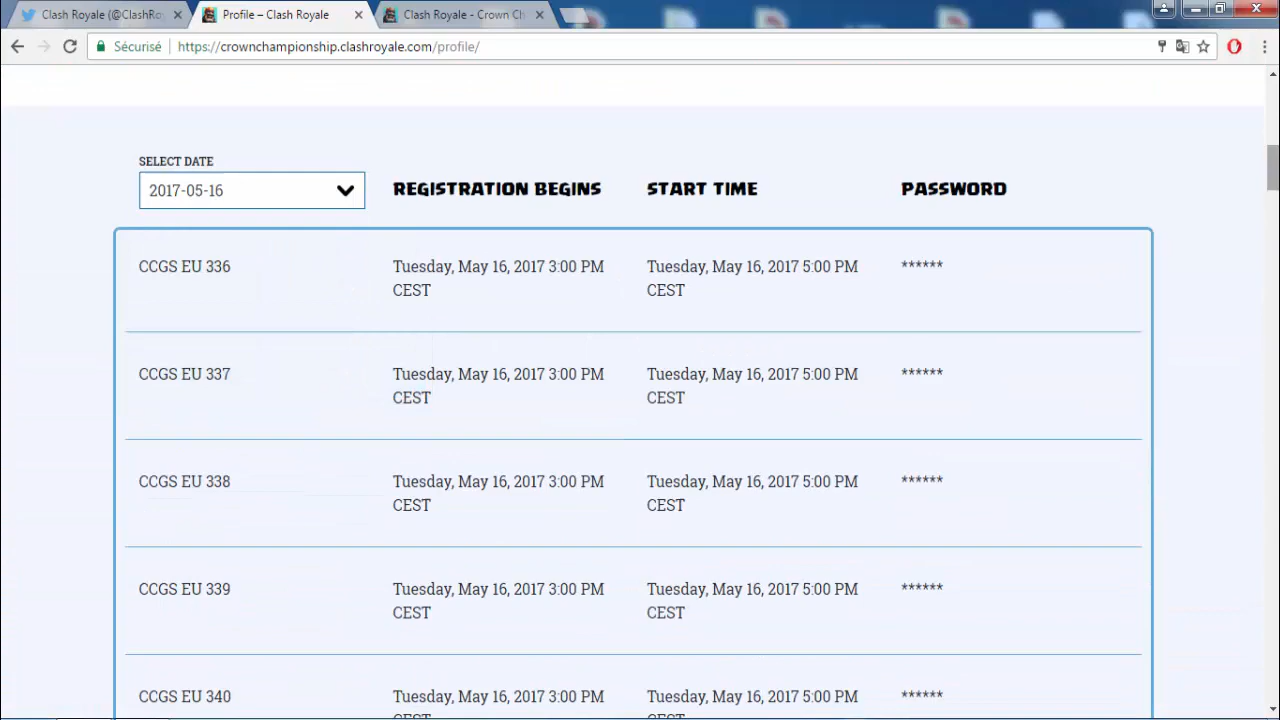 Clash Royale (@ClashRoy
Profile – Clash Royale
Clash Royale - Crown Ch
Sécurisé
https://crownchampionship.clashroyale.com/profile/
SELECT DATE
2017-05-16
REGISTRATION BEGINS
START TIME
PASSWORD
CCGS EU 336
Tuesday, May 16, 2017 3:00 PM
CEST
Tuesday, May 16, 2017 5:00 PM
CEST
******
CCGS EU 337
Tuesday, May 16, 2017 3:00 PM
CEST
Tuesday, May 16, 2017 5:00 PM
CEST
******
CCGS EU 338
Tuesday, May 16, 2017 3:00 PM
CEST
Tuesday, May 16, 2017 5:00 PM
CEST
******
CCGS EU 339
Tuesday, May 16, 2017 3:00 PM
CEST
Tuesday, May 16, 2017 5:00 PM
CEST
******
CCGS EU 340
Tuesday, May 16, 2017 3:00 PM
CEST
Tuesday, May 16, 2017 5:00 PM
CEST
******